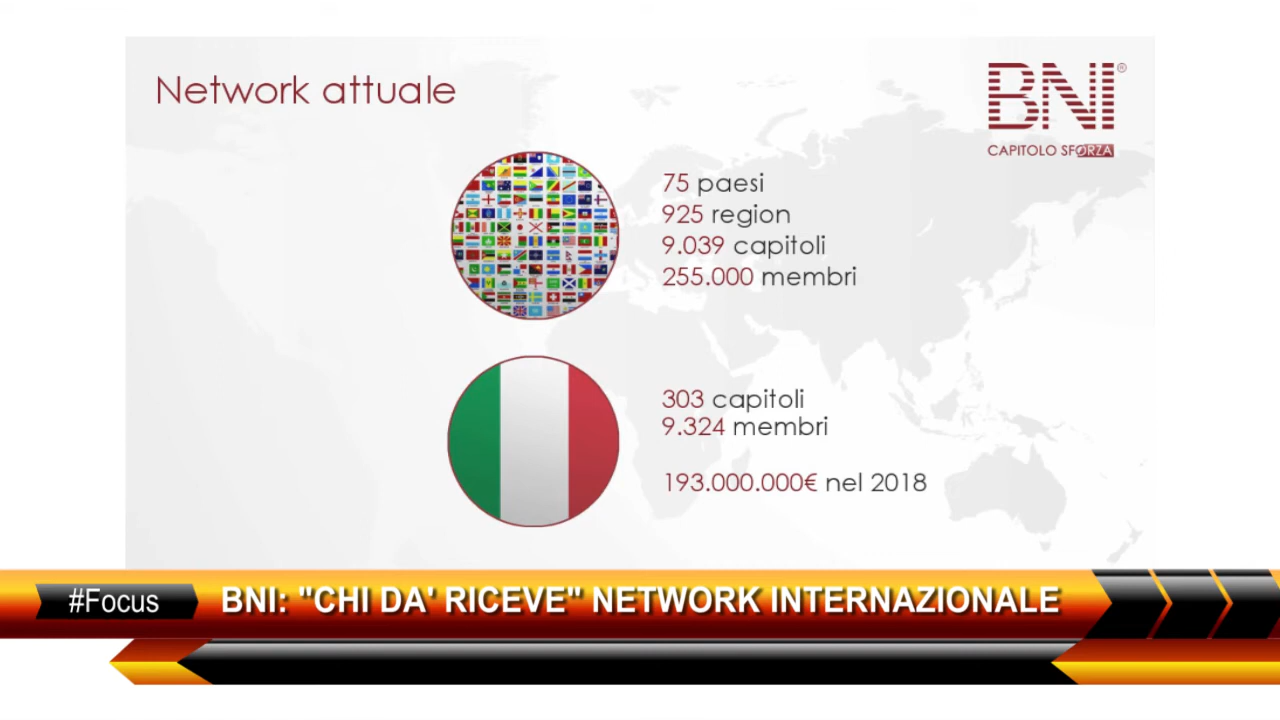 Network attuale
BNI®
CAPITOLO SFORZA
75 paesi
925 region
9.039 capitoli
255.000 membri
303 capitoli
9.324 membri
193.000.000€ nel 2018
#Focus
BNI: "CHI DA' RICEVE" NETWORK INTERNAZIONALE